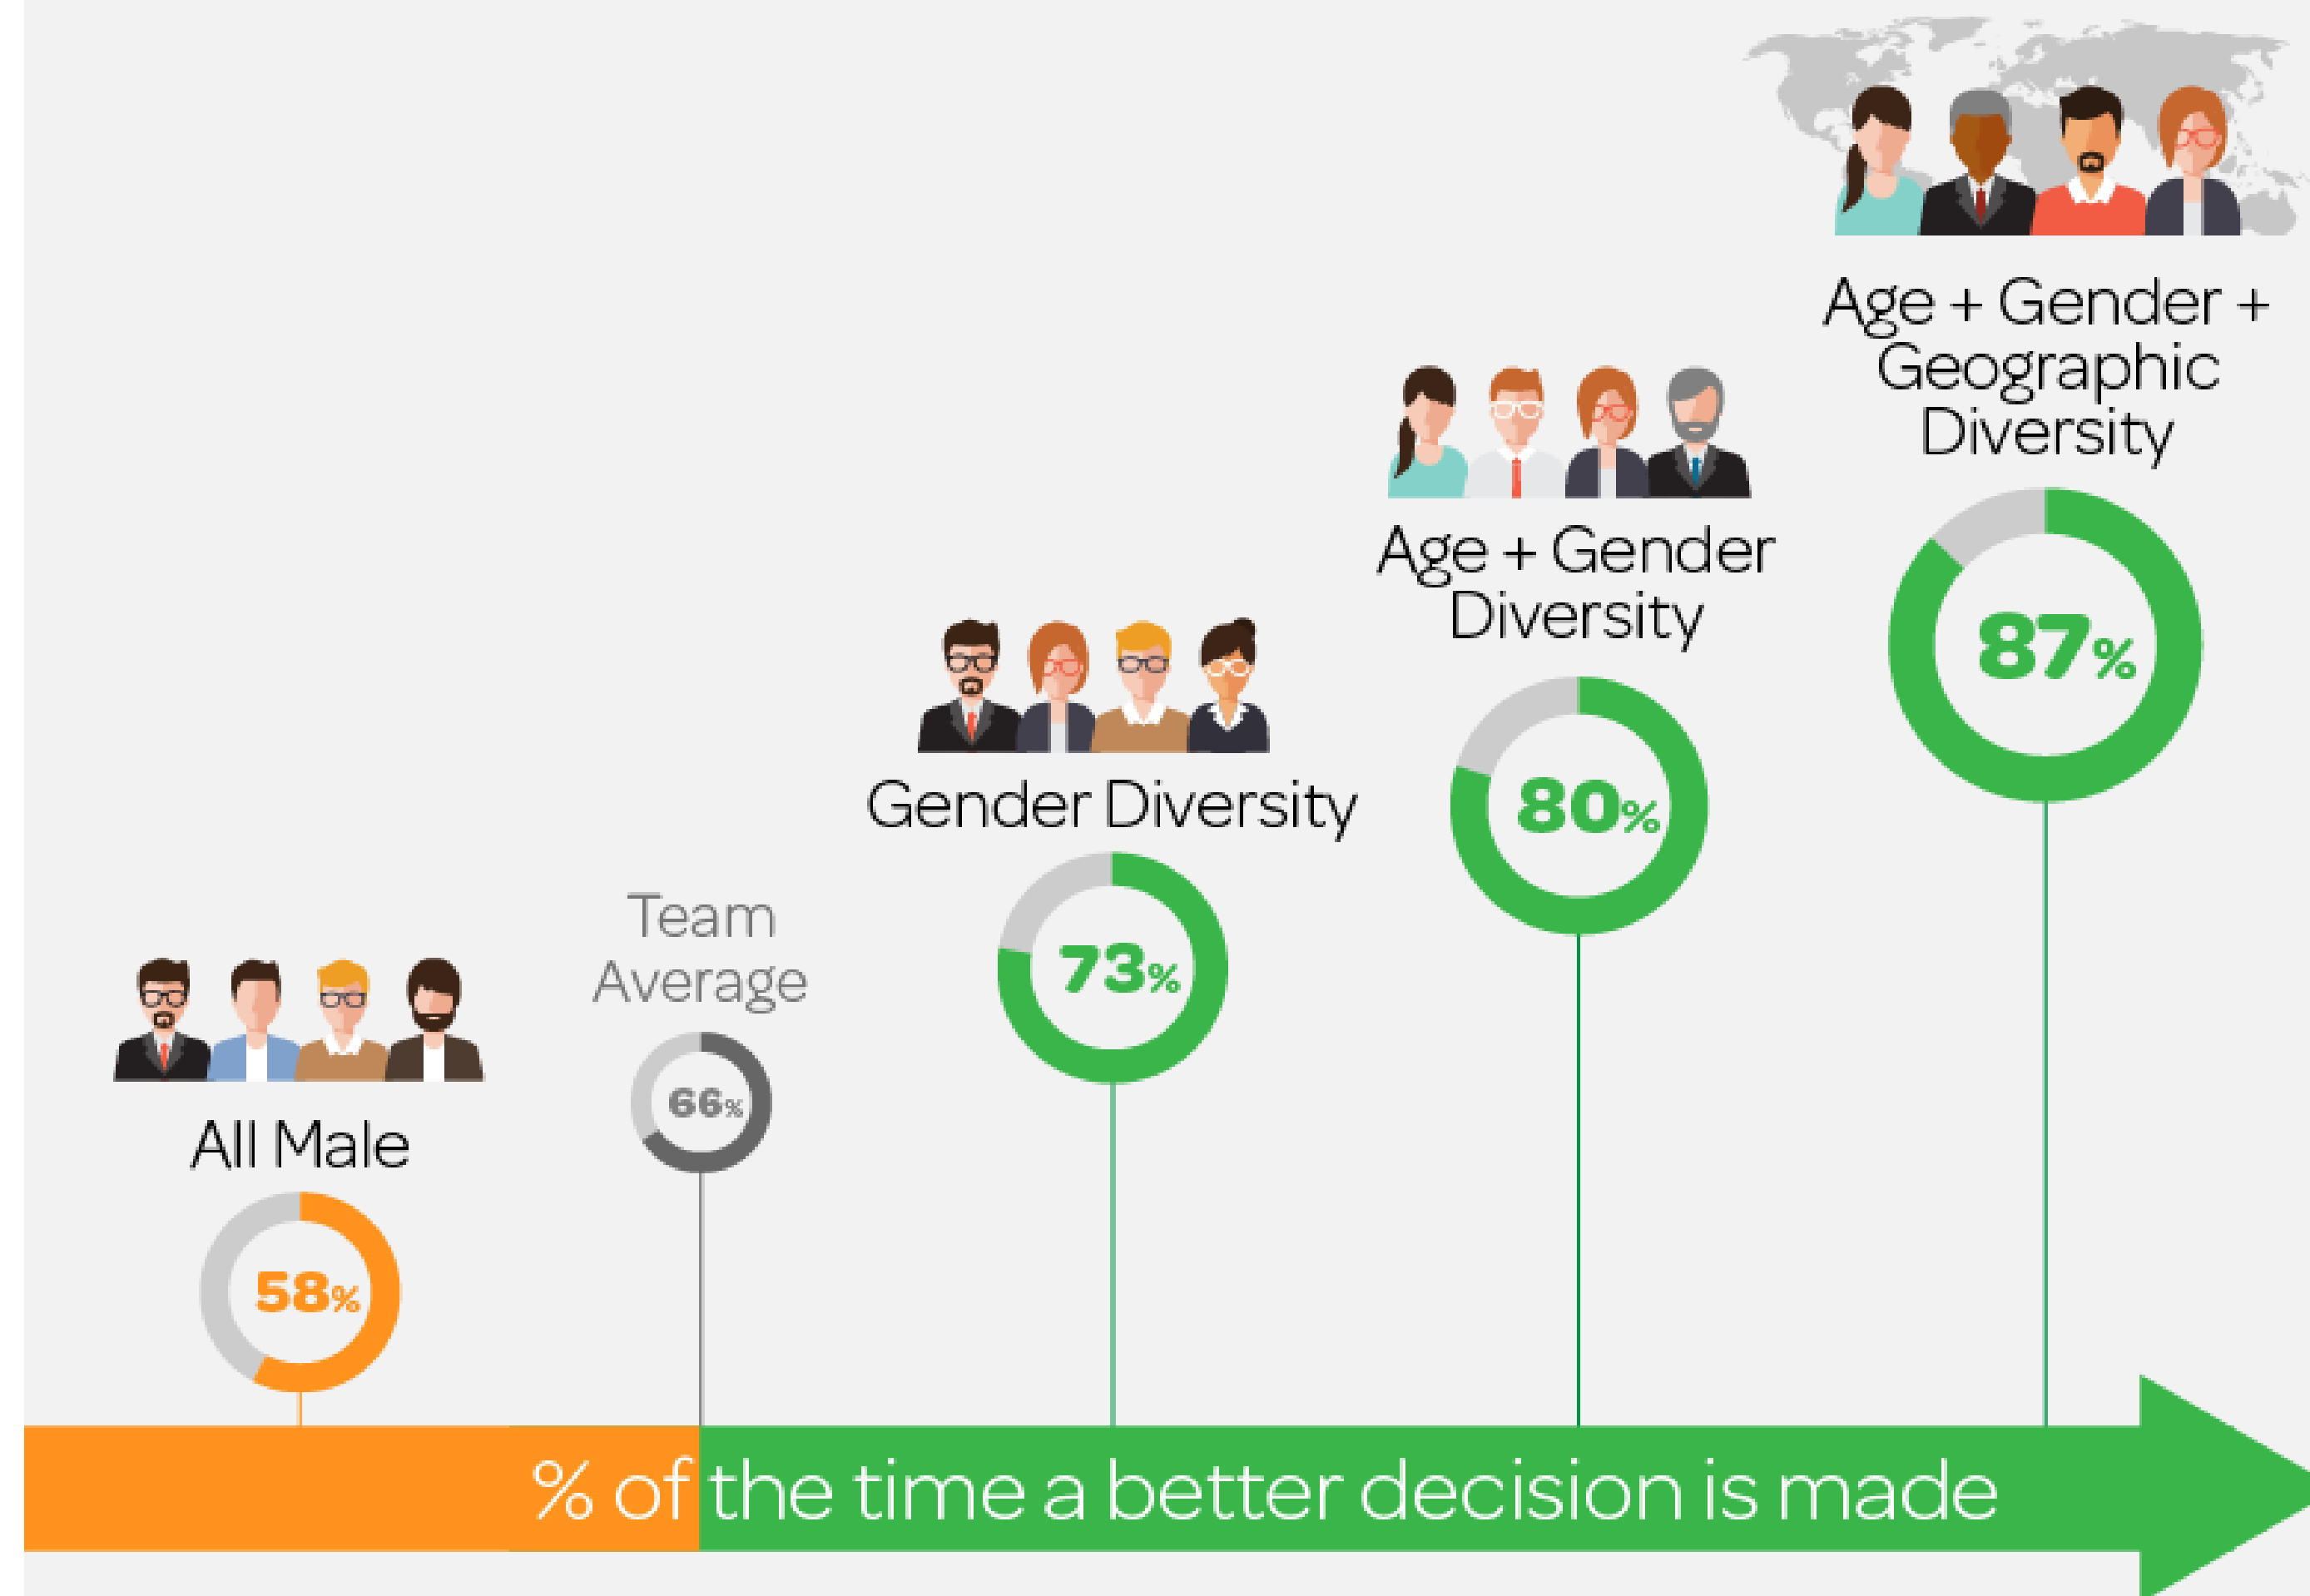 All Male
58%
Team
Average
66%
Gender Diversity
73%
Age + Gender
Diversity
80%
Age + Gender +
Geographic
Diversity
87%
% of the time a better decision is made